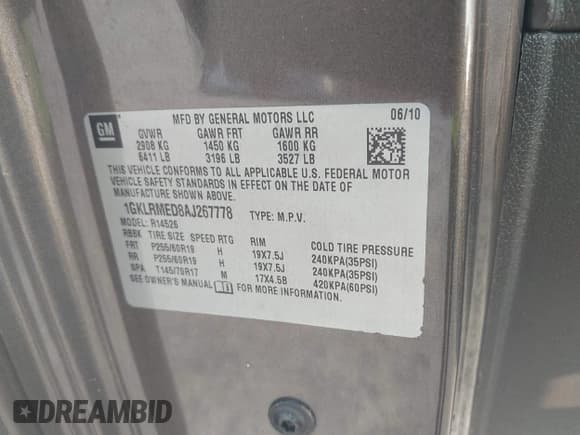 GM
MFD BY GENERAL MOTORS LLC
06/10
GVWR GAWR FRT GAWR RR
2908 KG 1450 KG 1600 KG
6411 LB 3196 LB 3527 LB
THIS VEHICLE CONFORMS TO ALL APPLICABLE U.S. FEDERAL MOTOR
VEHICLE SAFETY STANDARDS IN EFFECT ON THE DATE OF
MANUFACTURE SHOWN ABOVE.
1GKLRMED8AJ267778 TYPE: M.P.V.
MODEL: R14526
RBBK TIRE SIZE SPEED RTG RIM COLD TIRE PRESSURE
FRT P255/60R19 H 19X7.5J 240KPA(35PSI)
RR P255/60R19 H 19X7.5J 240KPA(35PSI)
SPA T145/70R17 M 17X4.5B 420KPA(60PSI)
SEE OWNER'S MANUAL FOR MORE INFORMATION.
DREAMBID